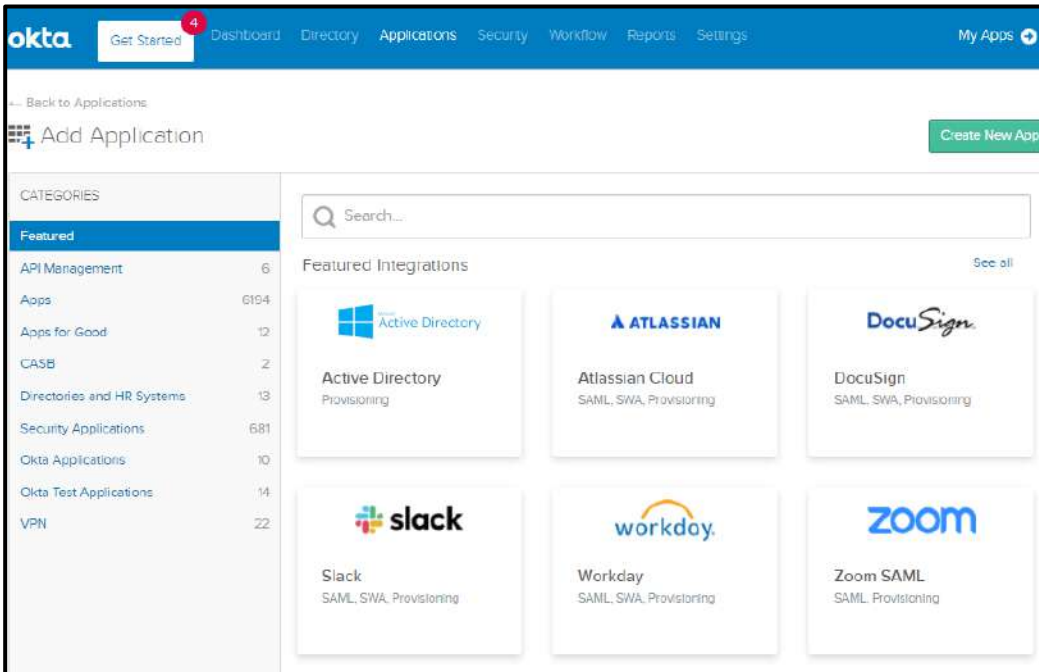 4
okta Get Started Dashboard Directory Applications Security Workflow Reports Settings My Apps
← Back to Applications
Add Application
Create New App
CATEGORIES
Featured
API Management 6
Apps 6194
Apps for Good 12
CASB 2
Directories and HR Systems 13
Security Applications 681
Okta Applications 10
Okta Test Applications 14
VPN 22
Search...
Featured Integrations See all
Active Directory
Active Directory
Provisioning
ATLASSIAN
Atlassian Cloud
SAML, SWA, Provisioning
DocuSign
DocuSign
SAML, SWA, Provisioning
slack
Slack
SAML, SWA, Provisioning
workday.
Workday
SAML, SWA, Provisioning
zoom
Zoom SAML
SAML, Provisioning